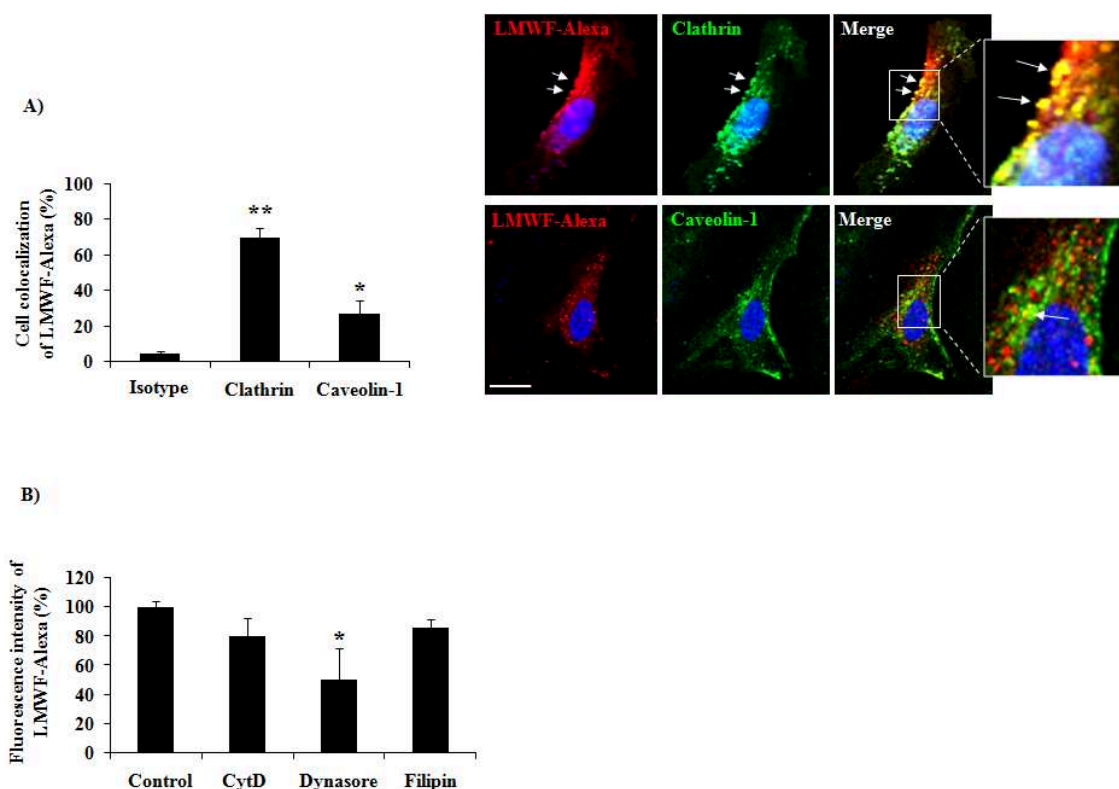 A)
Cell colocalization
of LMWF-Alexa (%)
100
80
60
40
20
0
**
*
Isotype Clathrin Caveolin-1
LMWF-Alexa Clathrin Merge
LMWF-Alexa Caveolin-1 Merge
B)
Fluorescence intensity of
LMWF-Alexa (%)
120
100
80
60
40
20
0
*
Control CytD Dynasore Filipin